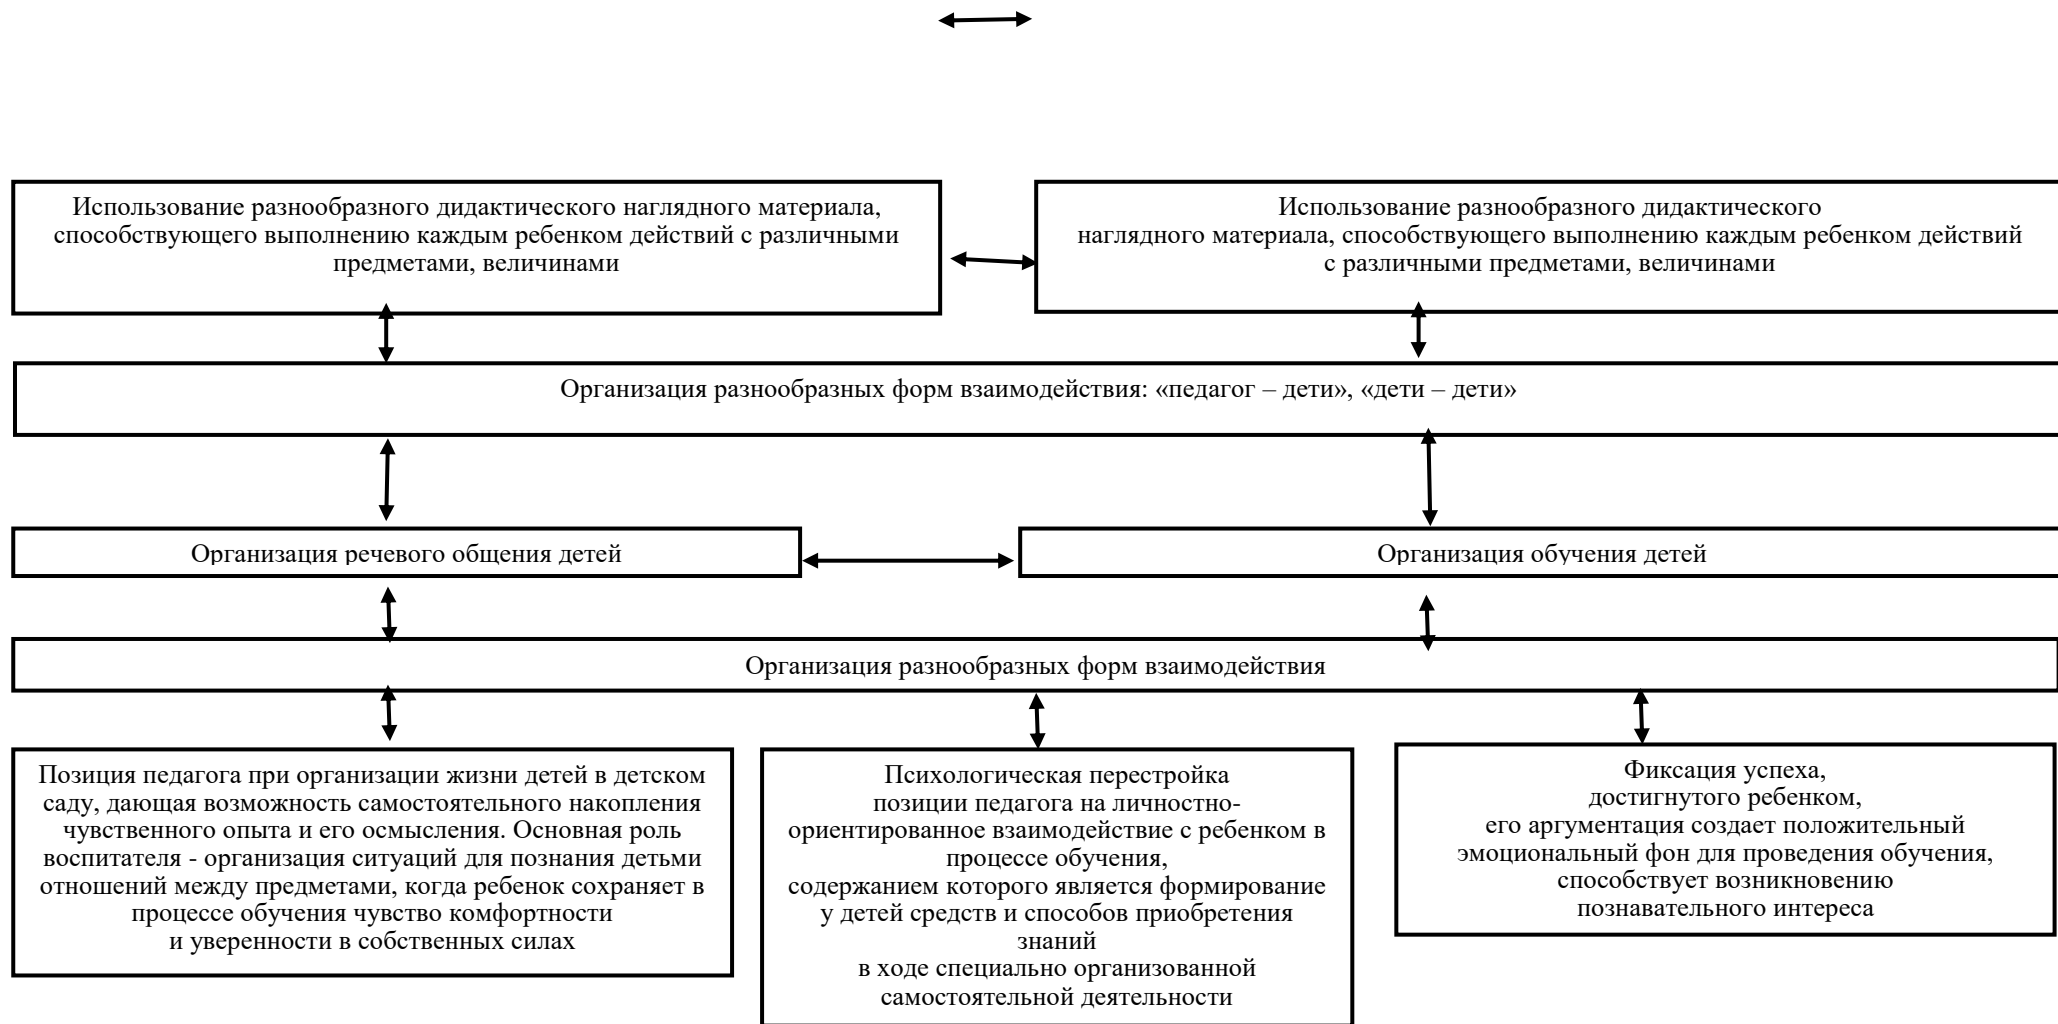 Использование разнообразного дидактического наглядного материала,
способствующего выполнению каждым ребенком действий с различными
предметами, величинами
Использование разнообразного дидактического
наглядного материала, способствующего выполнению каждым ребенком действий
с различными предметами, величинами
Организация разнообразных форм взаимодействия: «педагог – дети», «дети – дети»
Организация речевого общения детей
Организация обучения детей
Организация разнообразных форм взаимодействия
Позиция педагога при организации жизни детей в детском
саду, дающая возможность самостоятельного накопления
чувственного опыта и его осмысления. Основная роль
воспитателя - организация ситуаций для познания детьми
отношений между предметами, когда ребенок сохраняет в
процессе обучения чувство комфортности
и уверенности в собственных силах
Психологическая перестройка
позиции педагога на личностно-
ориентированное взаимодействие с ребенком в
процессе обучения,
содержанием которого является формирование
у детей средств и способов приобретения
знаний
в ходе специально организованной
самостоятельной деятельности
Фиксация успеха,
достигнутого ребенком,
его аргументация создает положительный
эмоциональный фон для проведения обучения,
способствует возникновению
познавательного интереса